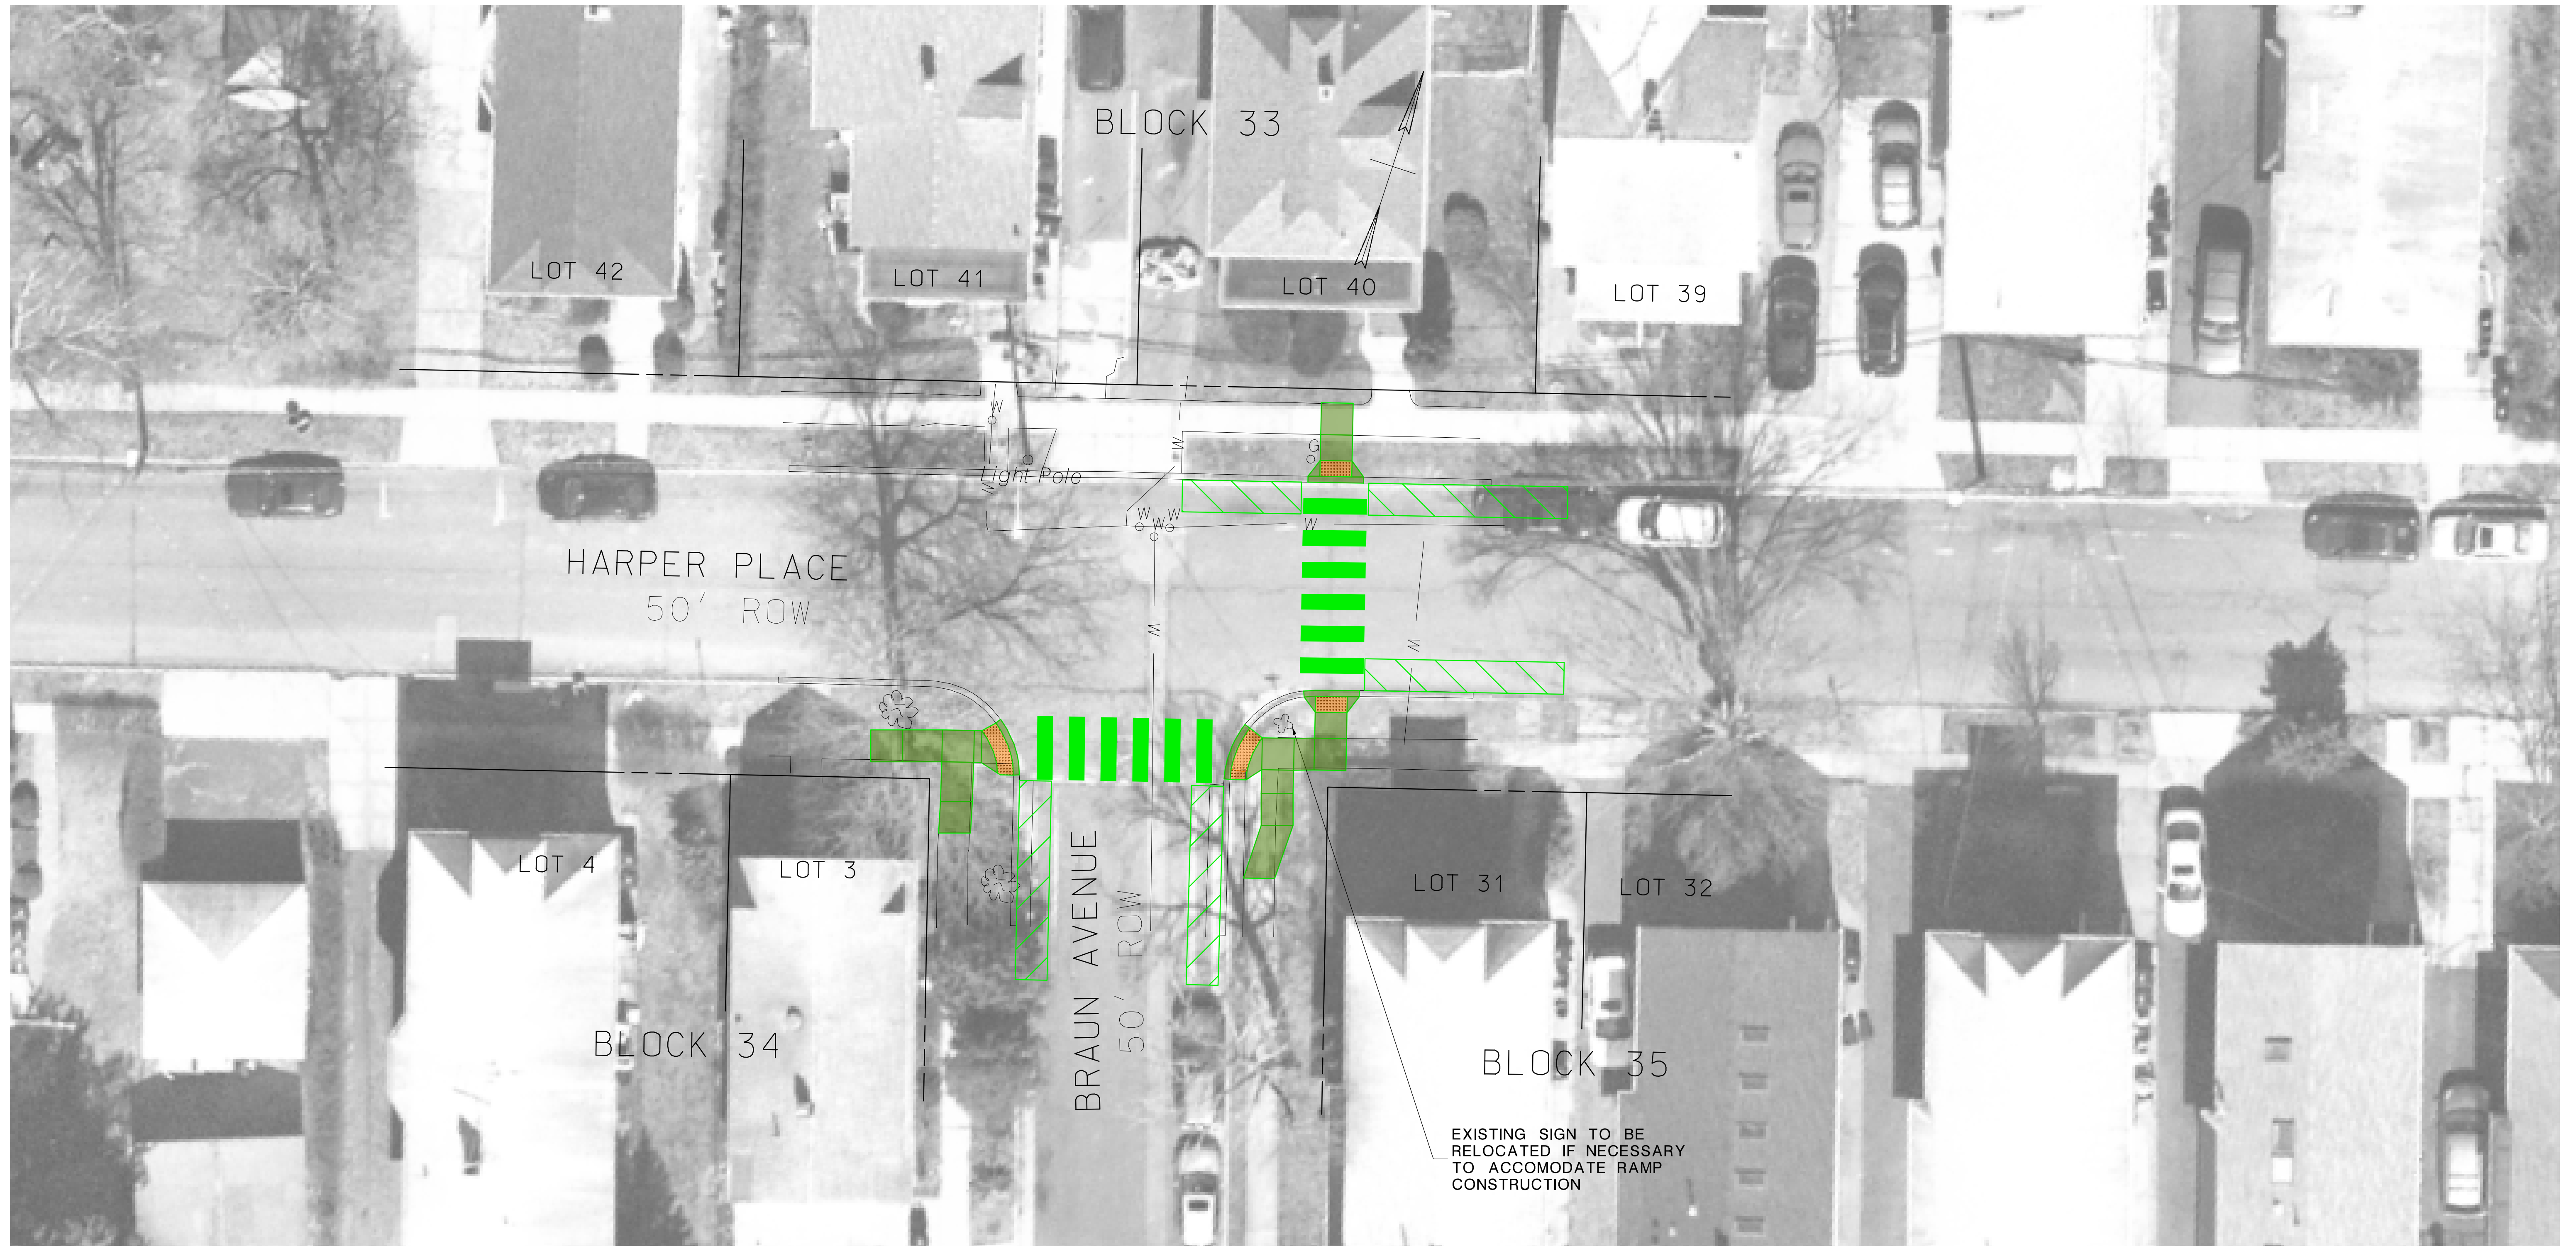 BLOCK 33
LOT 42
LOT 41
LOT 40
LOT 39
W
W
G
Light Pole
W
W W W
W
HARPER PLACE
50' ROW
W
W
LOT 4
LOT 3
LOT 31
LOT 32
BRAUN AVENUE
50' ROW
BLOCK 34
BLOCK 35
EXISTING SIGN TO BE
RELOCATED IF NECESSARY
TO ACCOMODATE RAMP
CONSTRUCTION